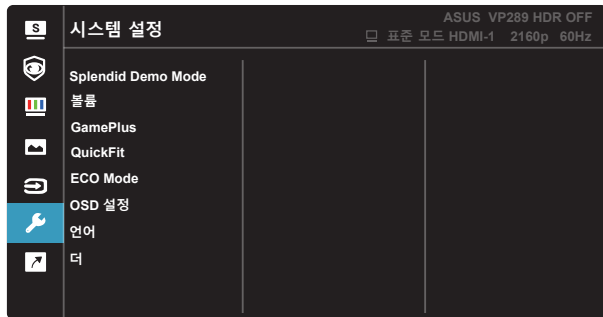 S
시스템 설정
ASUS VP289 HDR OFF
표준 모드 HDMI-1 2160p 60Hz
Splendid Demo Mode
볼륨
GamePlus
QuickFit
ECO Mode
OSD 설정
언어
더